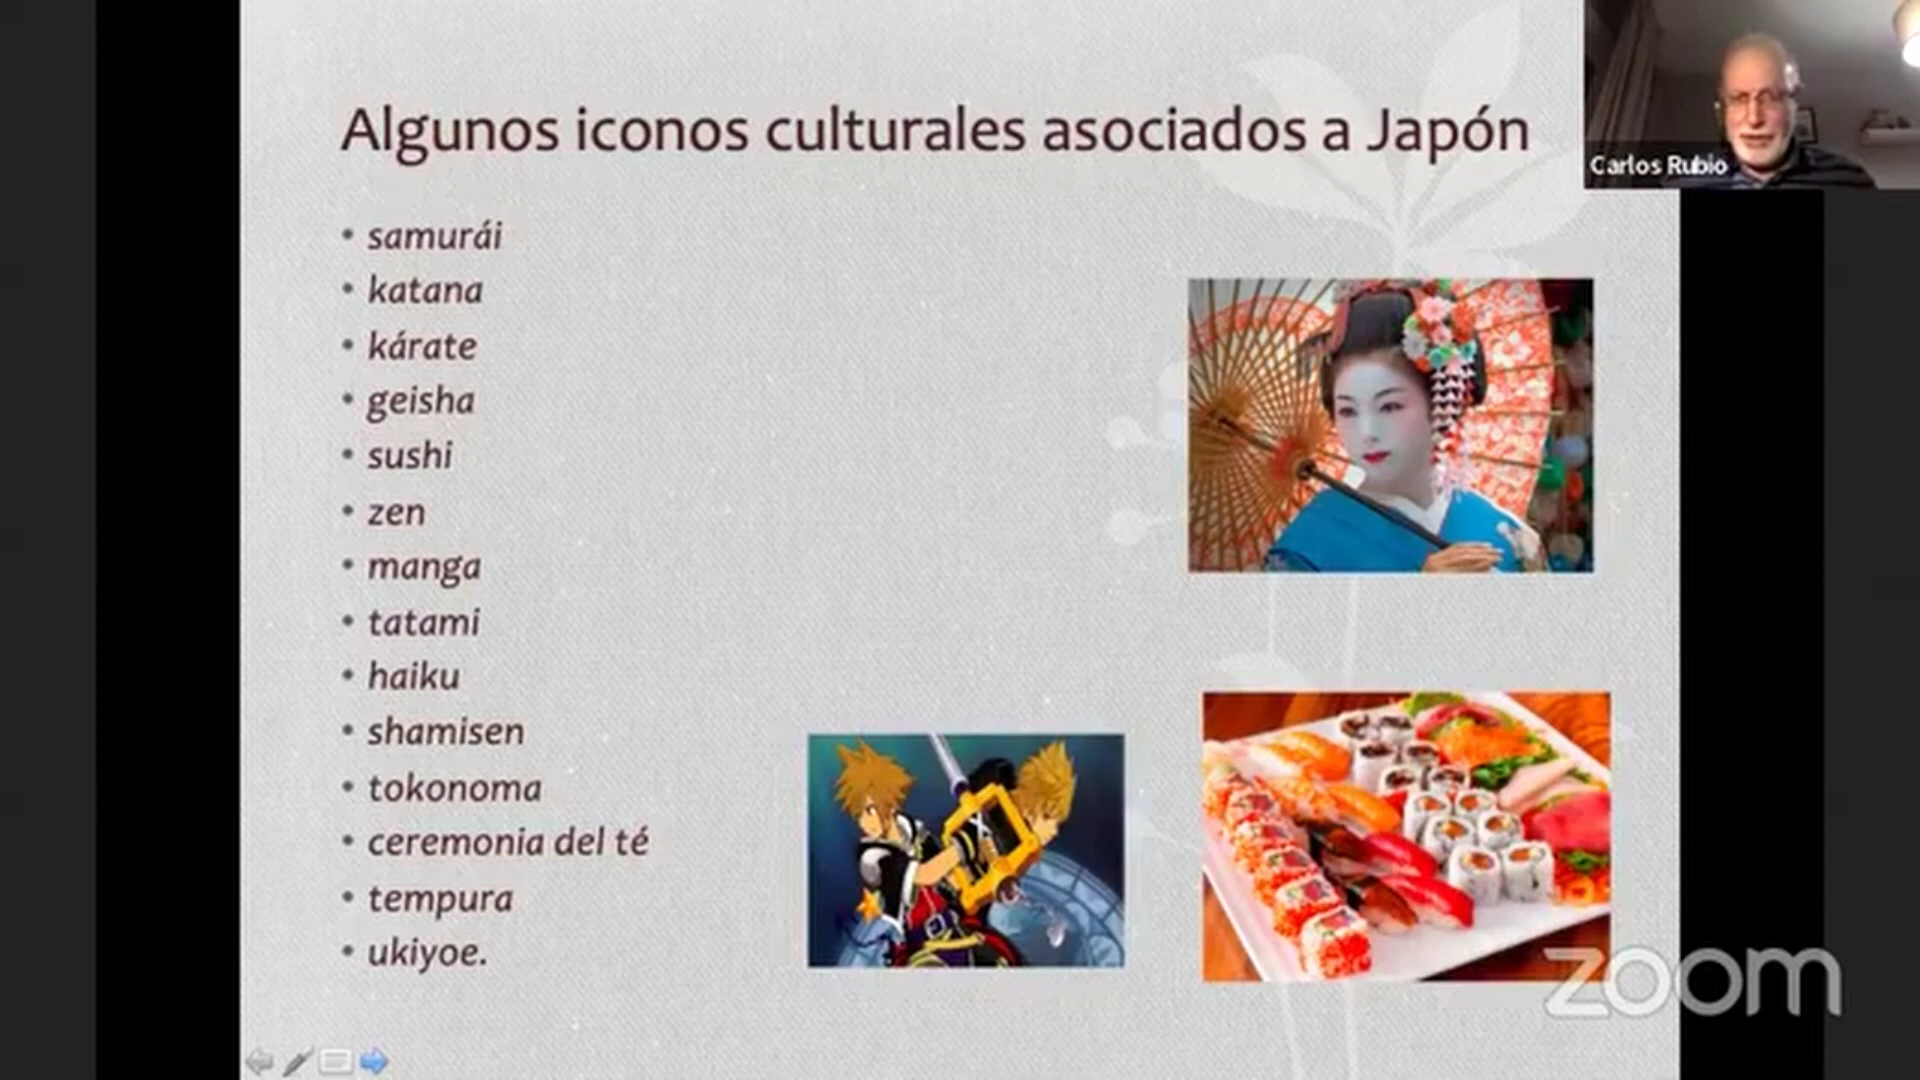 Algunos iconos culturales asociados a Japón
Carlos Rubio
• samurái
• katana
• kárate
• geisha
• sushi
• zen
• manga
• tatami
• haiku
• shamisen
• tokonoma
• ceremonia del té
• tempura
• ukiyoe.
zoom